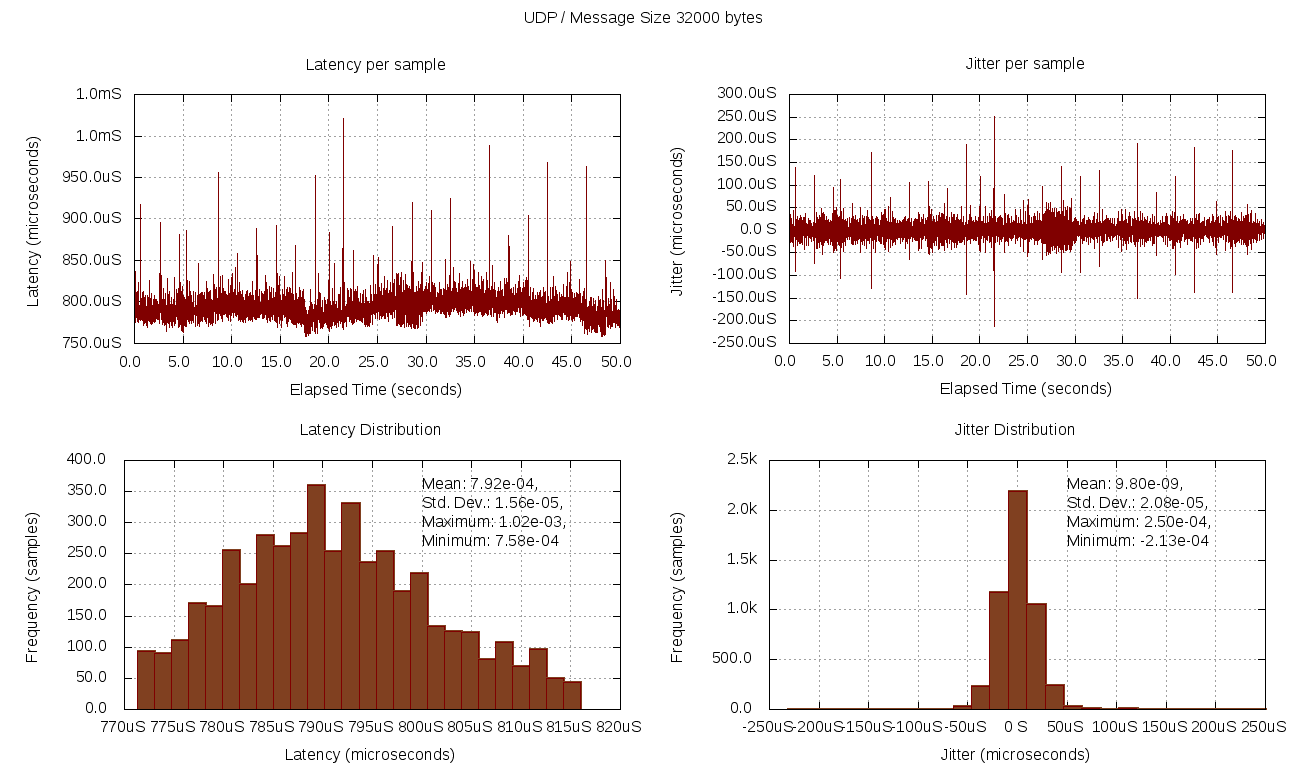 UDP / Message Size 32000 bytes
Latency per sample
1.0mS
1.0mS
950.0uS
900.0uS
850.0uS
800.0uS
750.0uS
0.0 5.0 10.0 15.0 20.0 25.0 30.0 35.0 40.0 45.0 50.0
Elapsed Time (seconds)
Latency (microseconds)
Jitter per sample
300.0uS
250.0uS
200.0uS
150.0uS
100.0uS
50.0uS
0.0 S
-50.0uS
-100.0uS
-150.0uS
-200.0uS
-250.0uS
0.0 5.0 10.0 15.0 20.0 25.0 30.0 35.0 40.0 45.0 50.0
Elapsed Time (seconds)
Jitter (microseconds)
Latency Distribution
400.0
350.0
300.0
250.0
200.0
150.0
100.0
50.0
0.0
Mean: 7.92e-04,
Std. Dev.: 1.56e-05,
Maximum: 1.02e-03,
Minimum: 7.58e-04
770uS 775uS 780uS 785uS 790uS 795uS 800uS 805uS 810uS 815uS 820uS
Latency (microseconds)
Frequency (samples)
Jitter Distribution
2.5k
2.0k
1.5k
1.0k
500.0
0.0
Mean: 9.80e-09,
Std. Dev.: 2.08e-05,
Maximum: 2.50e-04,
Minimum: -2.13e-04
-250uS -200uS -150uS -100uS -50uS 0 S 50uS 100uS 150uS 200uS 250uS
Jitter (microseconds)
Frequency (samples)